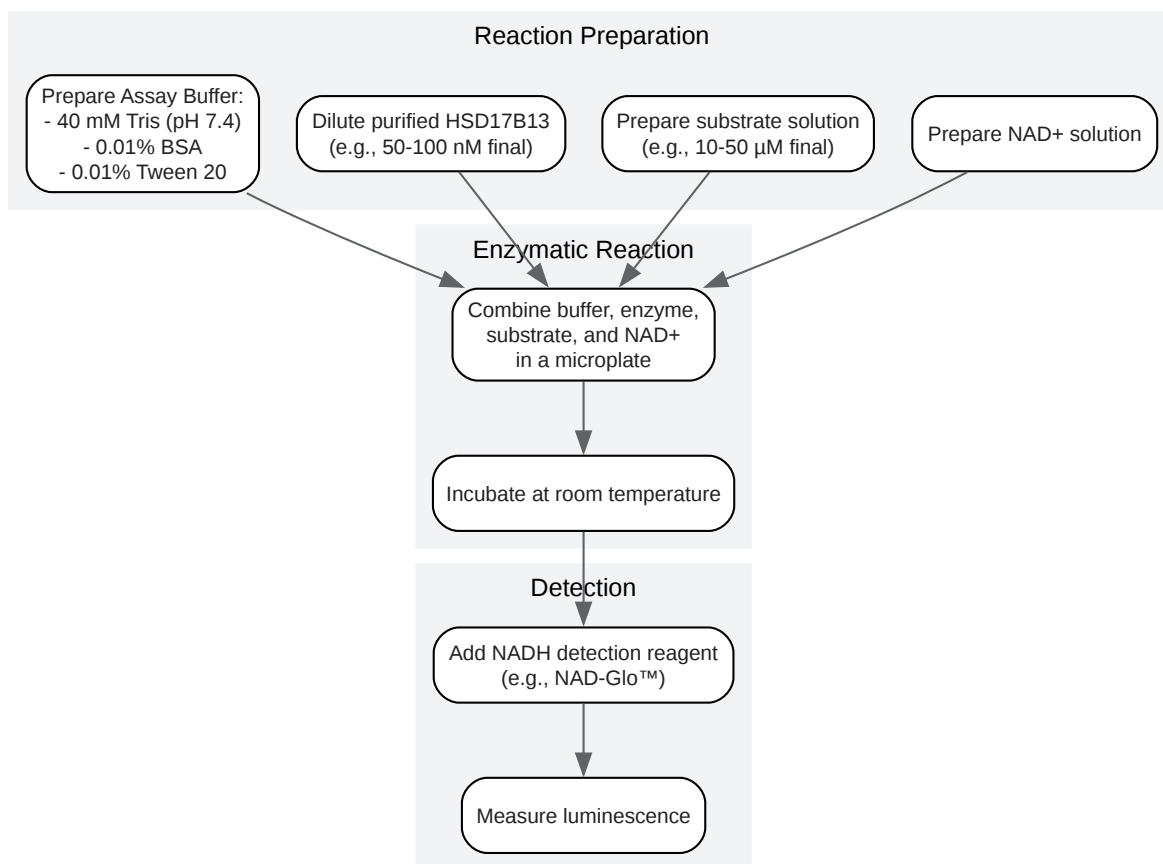 Reaction Preparation
Prepare Assay Buffer:
- 40 mM Tris (pH 7.4)
- 0.01% BSA
- 0.01% Tween 20
Dilute purified HSD17B13
(e.g., 50-100 nM final)
Prepare substrate solution
(e.g., 10-50 µM final)
Prepare NAD+ solution
Enzymatic Reaction
Combine buffer, enzyme,
substrate, and NAD+
in a microplate
Incubate at room temperature
Detection
Add NADH detection reagent
(e.g., NAD-Glo™)
Measure luminescence